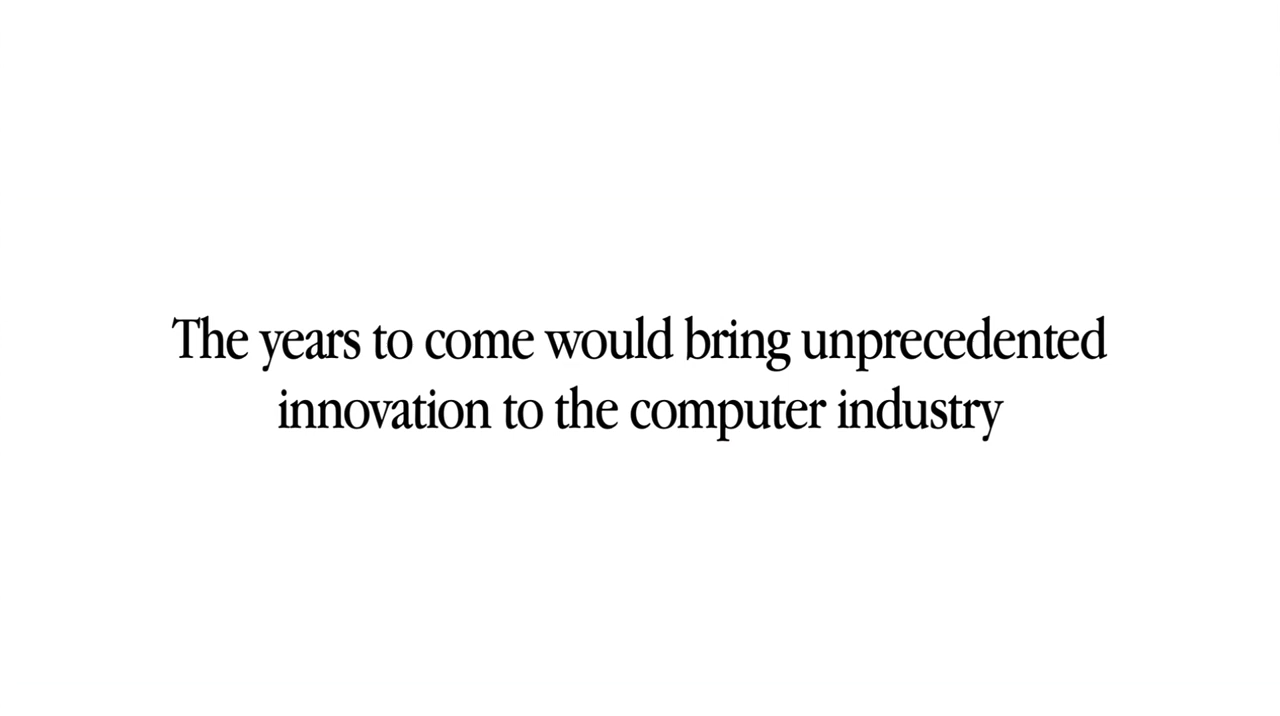 The years to come would bring unprecedented
innovation to the computer industry